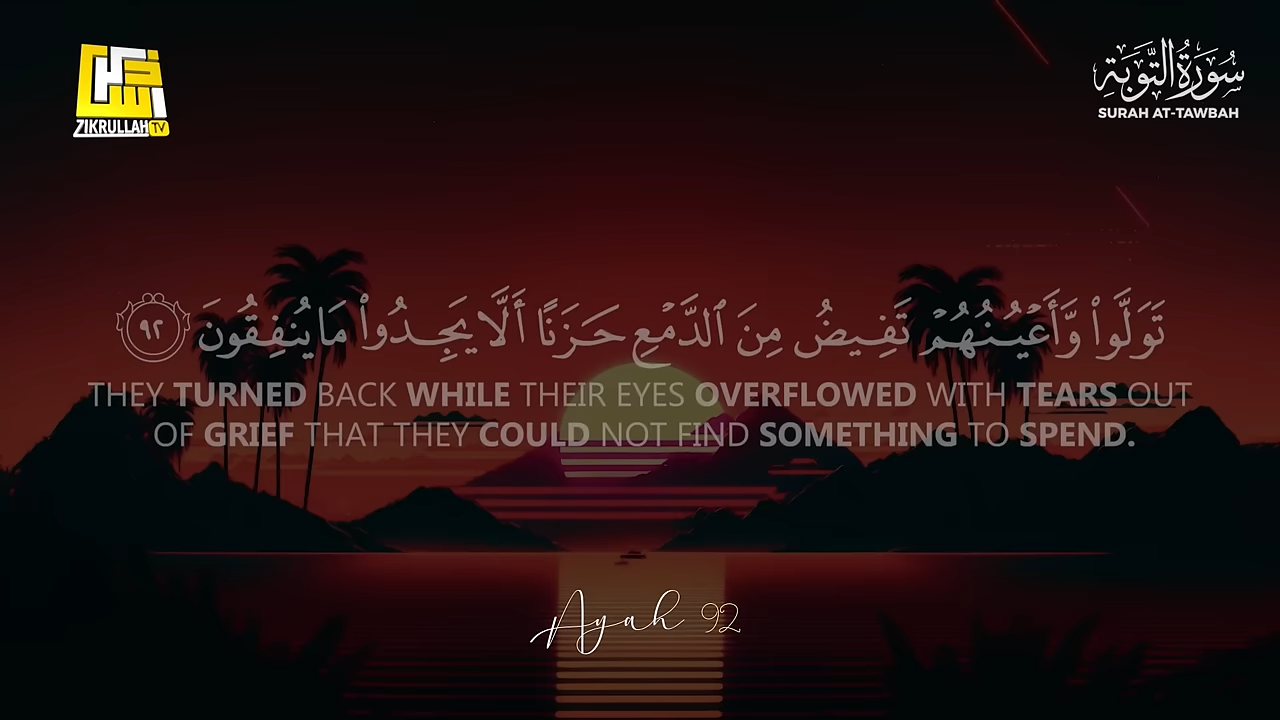 ZIKRULLAH TV
سُورَةُ التَّوْبَةِ
SURAH AT-TAWBAH
تَوَلَّوا۟ وَّأَعْيُنُهُمْ تَفِيضُ مِنَ ٱلدَّمْعِ حَزَنًا أَلَّا يَجِدُوا۟ مَا يُنفِقُونَ ٩٢
THEY TURNED BACK WHILE THEIR EYES OVERFLOWED WITH TEARS OUT
OF GRIEF THAT THEY COULD NOT FIND SOMETHING TO SPEND.
Ayah 92